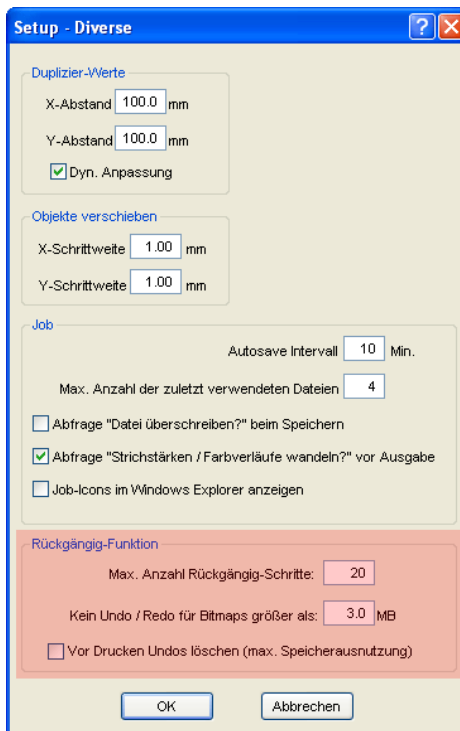 Setup - Diverse
Duplizier-Werte
X-Abstand 100.0 mm
Y-Abstand 100.0 mm
Dyn. Anpassung
Objekte verschieben
X-Schrittweite 1.00 mm
Y-Schrittweite 1.00 mm
Job
Autosave Intervall 10 Min.
Max. Anzahl der zuletzt verwendeten Dateien 4
Abfrage "Datei überschreiben?" beim Speichern
Abfrage "Strichstärken / Farbverläufe wandeln?" vor Ausgabe
Job-Icons im Windows Explorer anzeigen
Rückgängig-Funktion
Max. Anzahl Rückgängig-Schritte: 20
Kein Undo / Redo für Bitmaps größer als: 3.0 MB
Vor Drucken Undos löschen (max. Speicherausnutzung)
OK Abbrechen